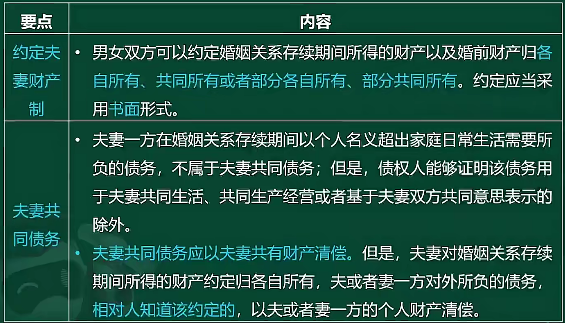 要点 内容
约定夫妻财产制
• 男女双方可以约定婚姻关系存续期间所得的财产以及婚前财产归各
自所有、共同所有或者部分各自所有、部分共同所有。约定应当采
用书面形式。
夫妻共同债务
• 夫妻一方在婚姻关系存续期间以个人名义超出家庭日常生活需要所
负的债务，不属于夫妻共同债务；但是，债权人能够证明该债务用
于夫妻共同生活、共同生产经营或者基于夫妻双方共同意思表示的
除外。
• 夫妻共同债务应以夫妻共有财产清偿。但是，夫妻对婚姻关系存续
期间所得的财产约定归各自所有，夫或者妻一方对外所负的债务，
相对人知道该约定的，以夫或者妻一方的个人财产清偿。